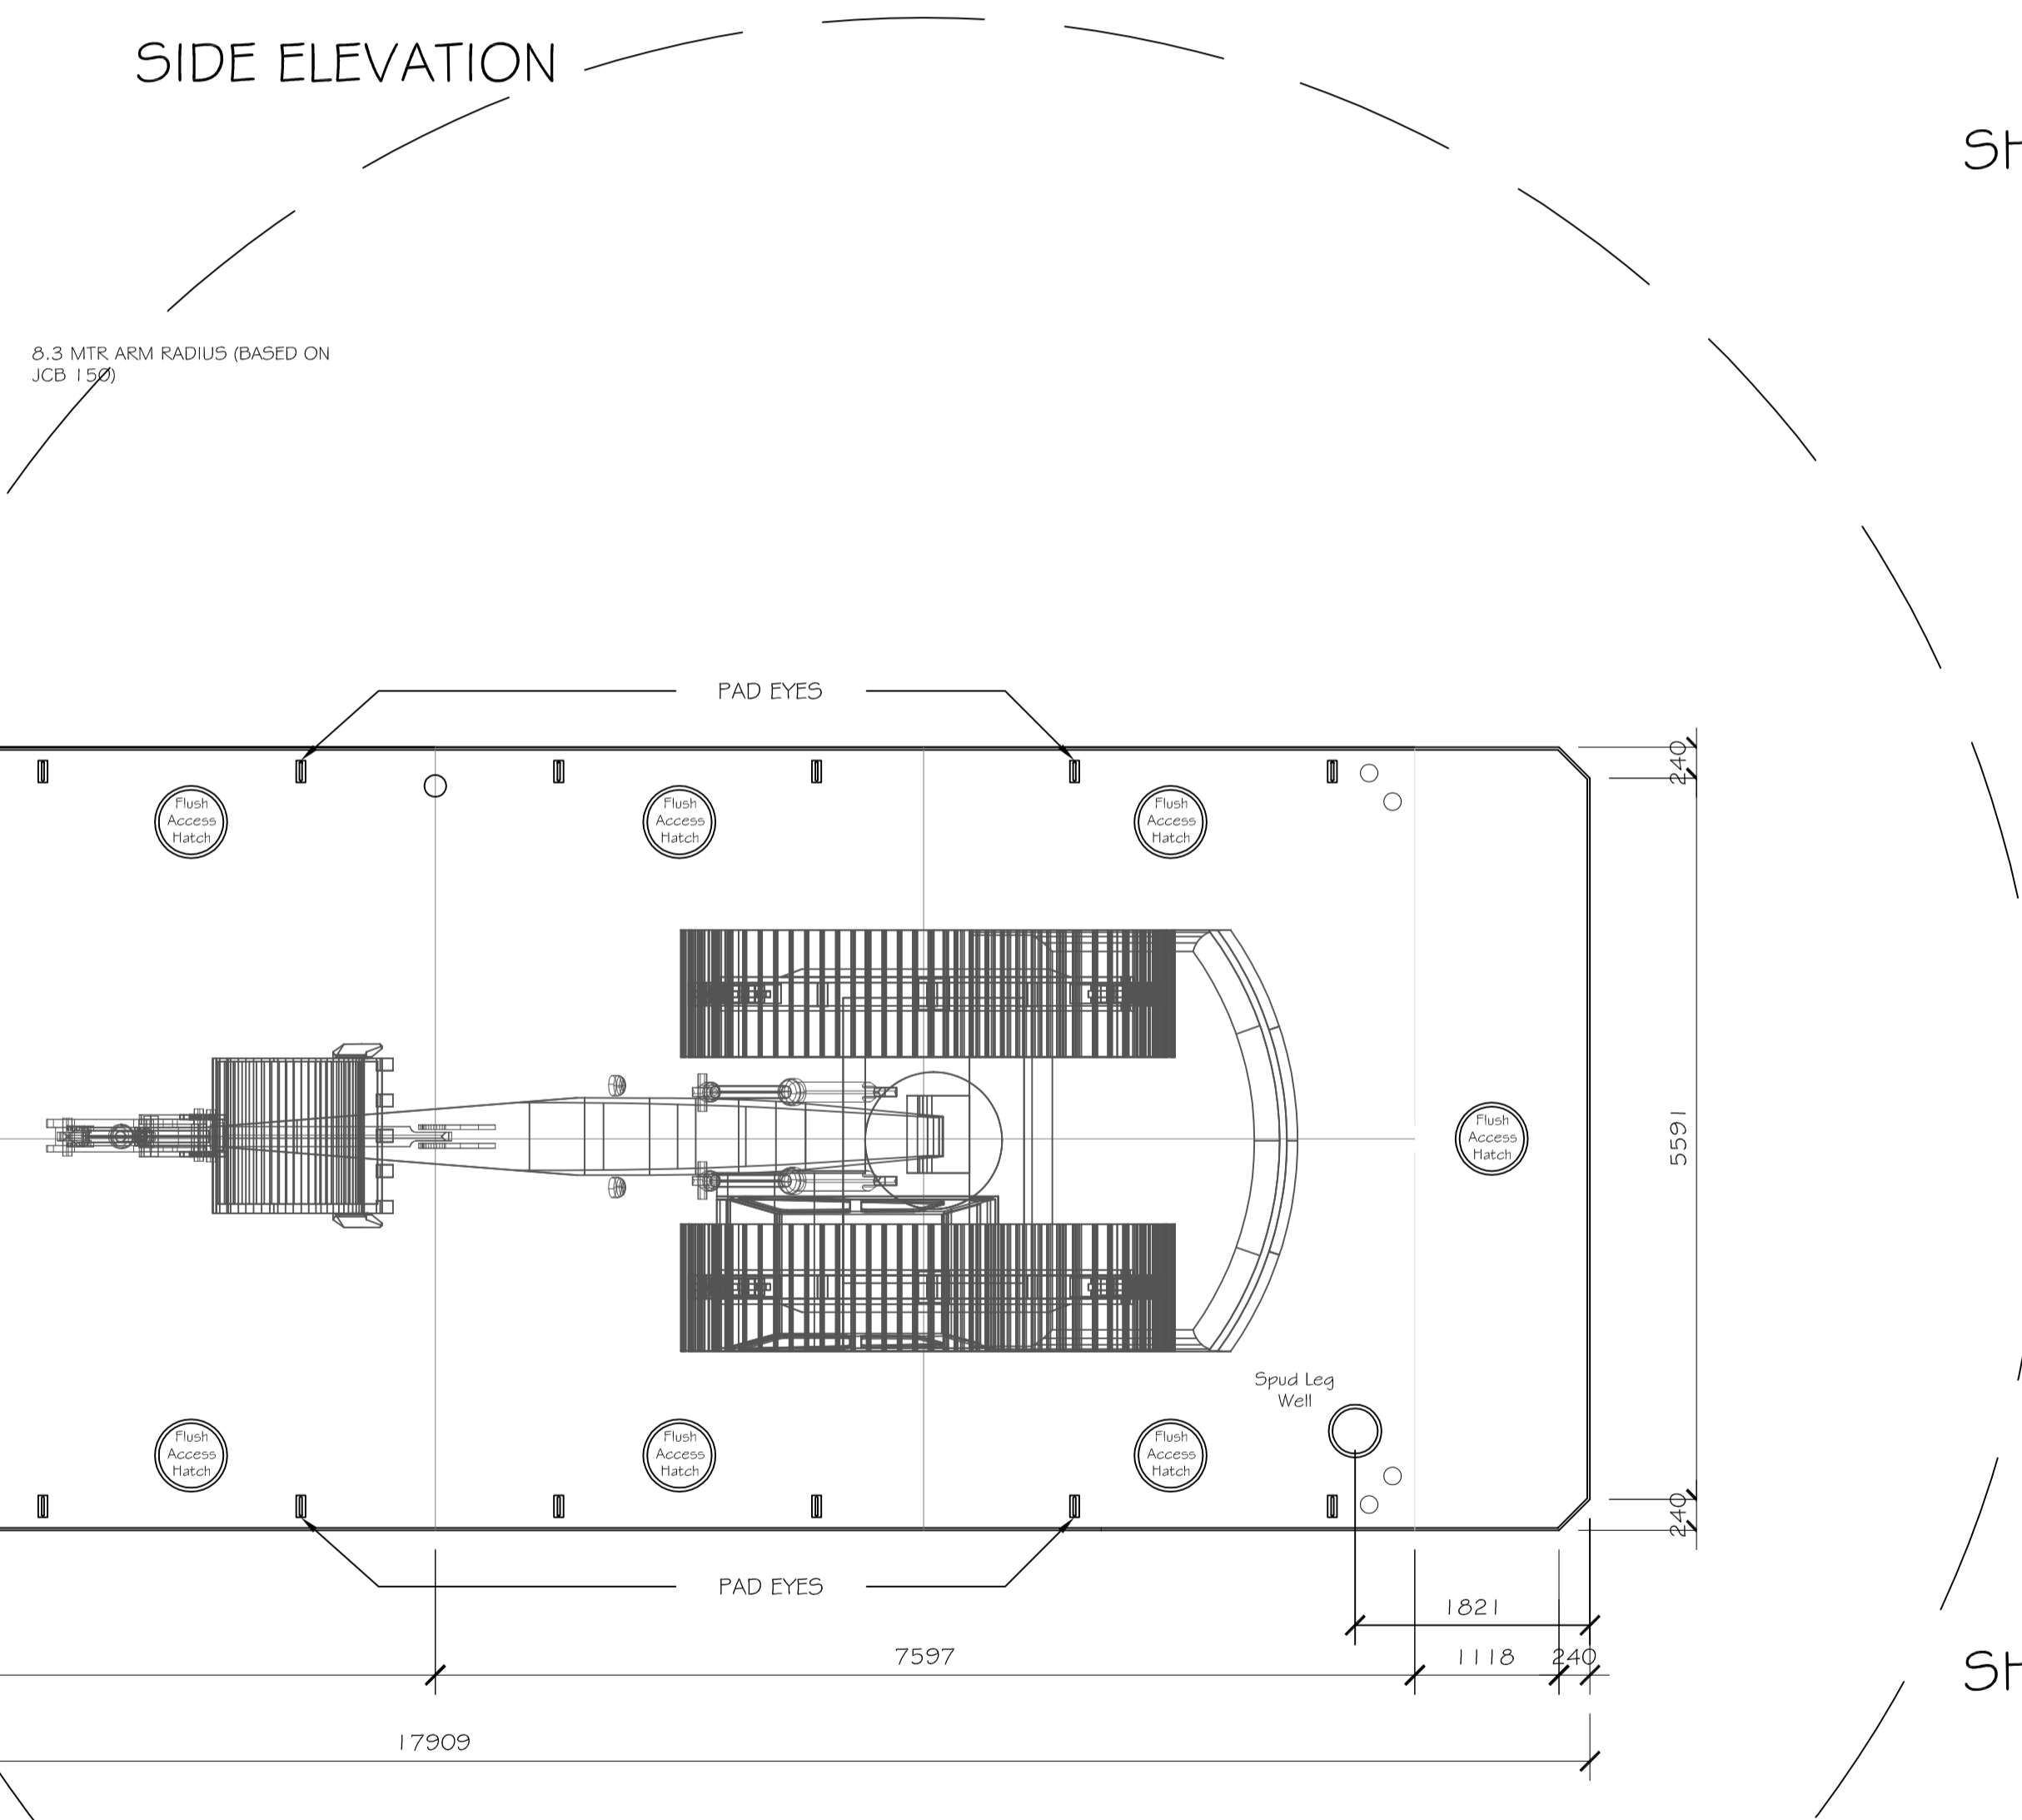 SIDE ELEVATION
SH
8.3 MTR ARM RADIUS (BASED ON
JCB 150)
PAD EYES
240
Flush
Access
Hatch
Flush
Access
Hatch
Flush
Access
Hatch
5591
Flush
Access
Hatch
Spud Leg
Well
Flush
Access
Hatch
Flush
Access
Hatch
Flush
Access
Hatch
240
PAD EYES
1821
7597
1118
240
SH
17909